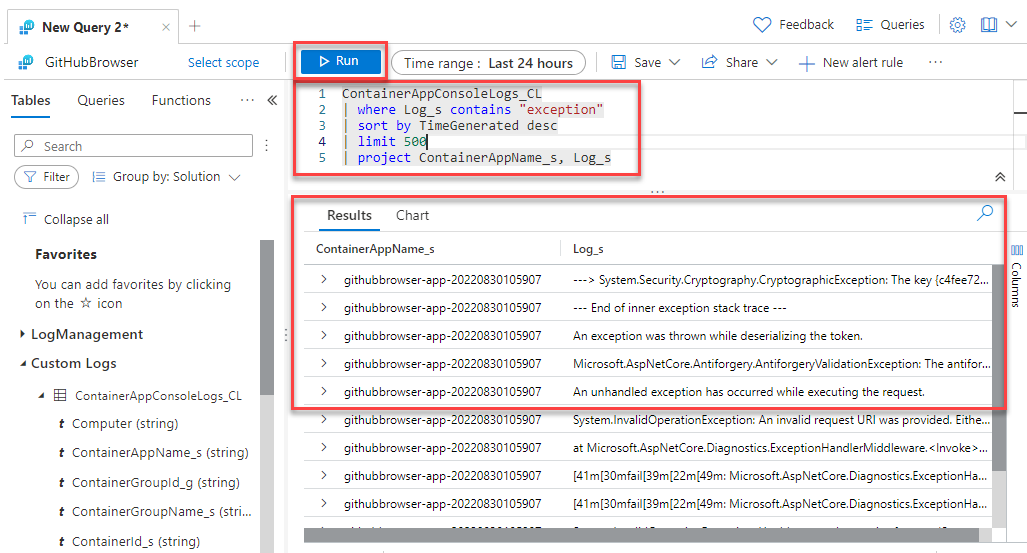 New Query 2*
Feedback
Queries
GitHubBrowser
Select scope
Run
Time range : Last 24 hours
Save
Share
New alert rule
Tables
Queries
Functions
1 ContainerAppConsoleLogs_CL
2 | where Log_s contains "exception"
3 | sort by TimeGenerated desc
4 | limit 500
5 | project ContainerAppName_s, Log_s
Search
Filter
Group by: Solution
Collapse all
Favorites
You can add favorites by clicking
on the ☆ icon
LogManagement
Custom Logs
ContainerAppConsoleLogs_CL
t Computer (string)
t ContainerAppName_s (string)
t ContainerGroupId_g (string)
t ContainerGroupName_s (stri...
t ContainerId_s (string)
Results
Chart
ContainerAppName_s Log_s
githubbrowser-app-20220830105907 ---> System.Security.Cryptography.CryptographicException: The key {c4fee72...
githubbrowser-app-20220830105907 --- End of inner exception stack trace ---
githubbrowser-app-20220830105907 An exception was thrown while deserializing the token.
githubbrowser-app-20220830105907 Microsoft.AspNetCore.Antiforgery.AntiforgeryValidationException: The antifor...
githubbrowser-app-20220830105907 An unhandled exception has occurred while executing the request.
githubbrowser-app-20220830105907 System.InvalidOperationException: An invalid request URI was provided. Eithe...
githubbrowser-app-20220830105907 at Microsoft.AspNetCore.Diagnostics.ExceptionHandlerMiddleware.<Invoke>...
githubbrowser-app-20220830105907 [41m[30mfail[39m[22m[49m: Microsoft.AspNetCore.Diagnostics.ExceptionHa...
githubbrowser-app-20220830105907 [41m[30mfail[39m[22m[49m: Microsoft.AspNetCore.Diagnostics.ExceptionHa...
Columns